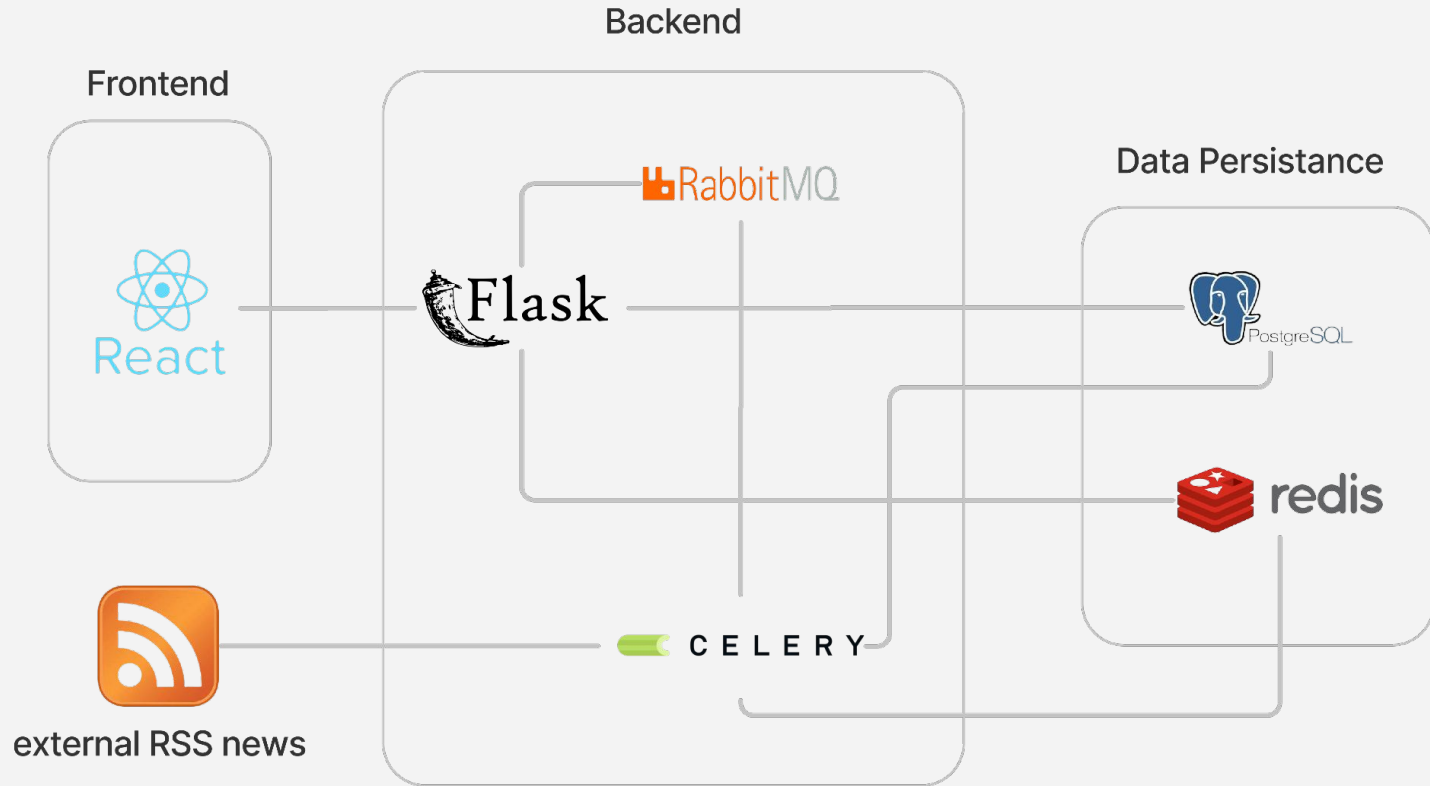 Backend
Frontend
Data Persistance
RabbitMQ
Flask
React
PostgreSQL
redis
CELERY
external RSS news